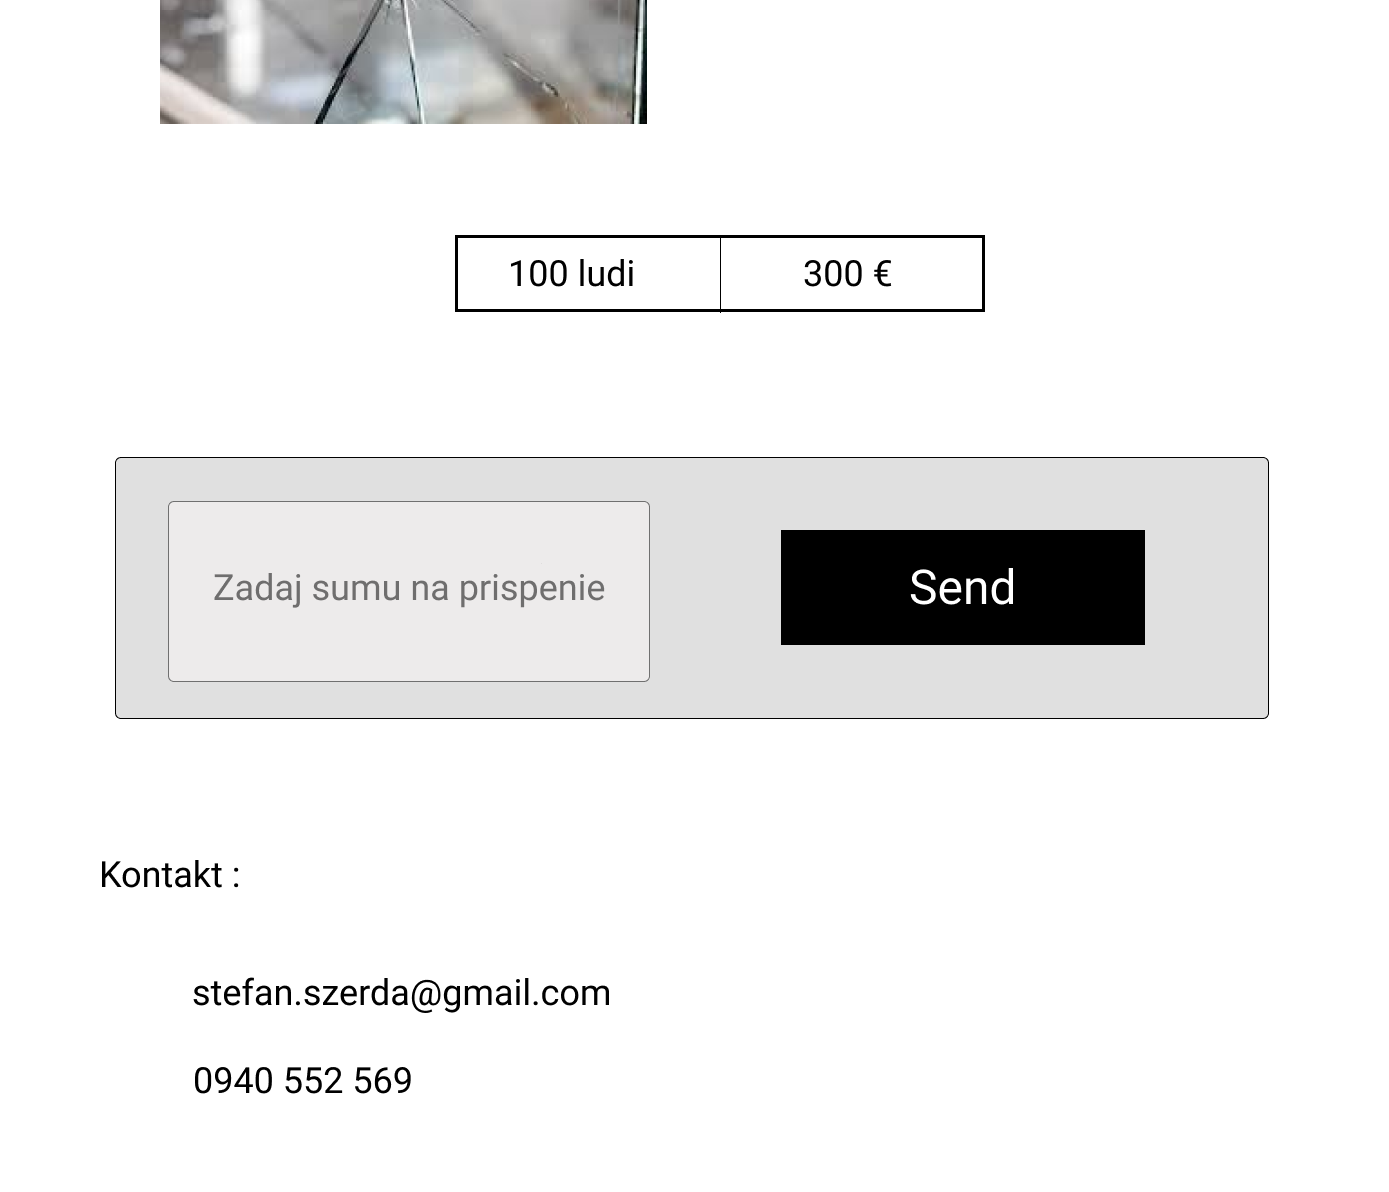 100 ludi
300 €
Zadaj sumu na prispenie
Send
Kontakt :
stefan.szerda@gmail.com
0940 552 569